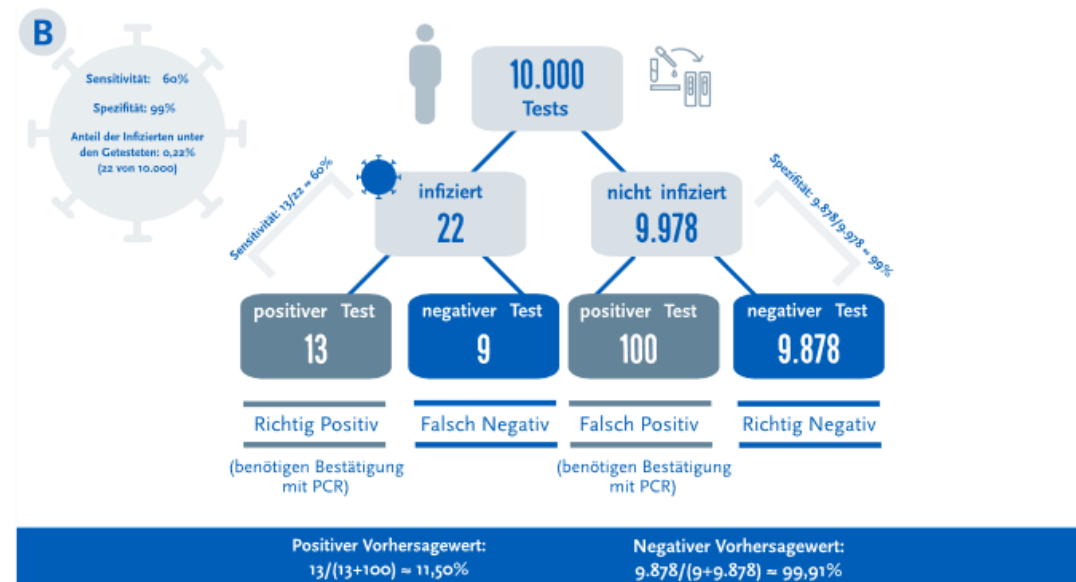 B
Sensitivität: 60%
Spezifität: 99%
Anteil der Infizierten unter
den Getesteten: 0,22%
(22 von 10.000)
10.000
Tests
Sensitivität: 13/22 ≈ 60%
infiziert
22
nicht infiziert
9.978
Spezifität: 9.878/9.978 ≈ 99%
positiver Test
13
negativer Test
9
positiver Test
100
negativer Test
9.878
Richtig Positiv
Falsch Negativ
Falsch Positiv
Richtig Negativ
(benötigen Bestätigung
mit PCR)
(benötigen Bestätigung
mit PCR)
Positiver Vorhersagewert:
13/(13+100) ≈ 11,50%
Negativer Vorhersagewert:
9.878/(9+9.878) ≈ 99,91%